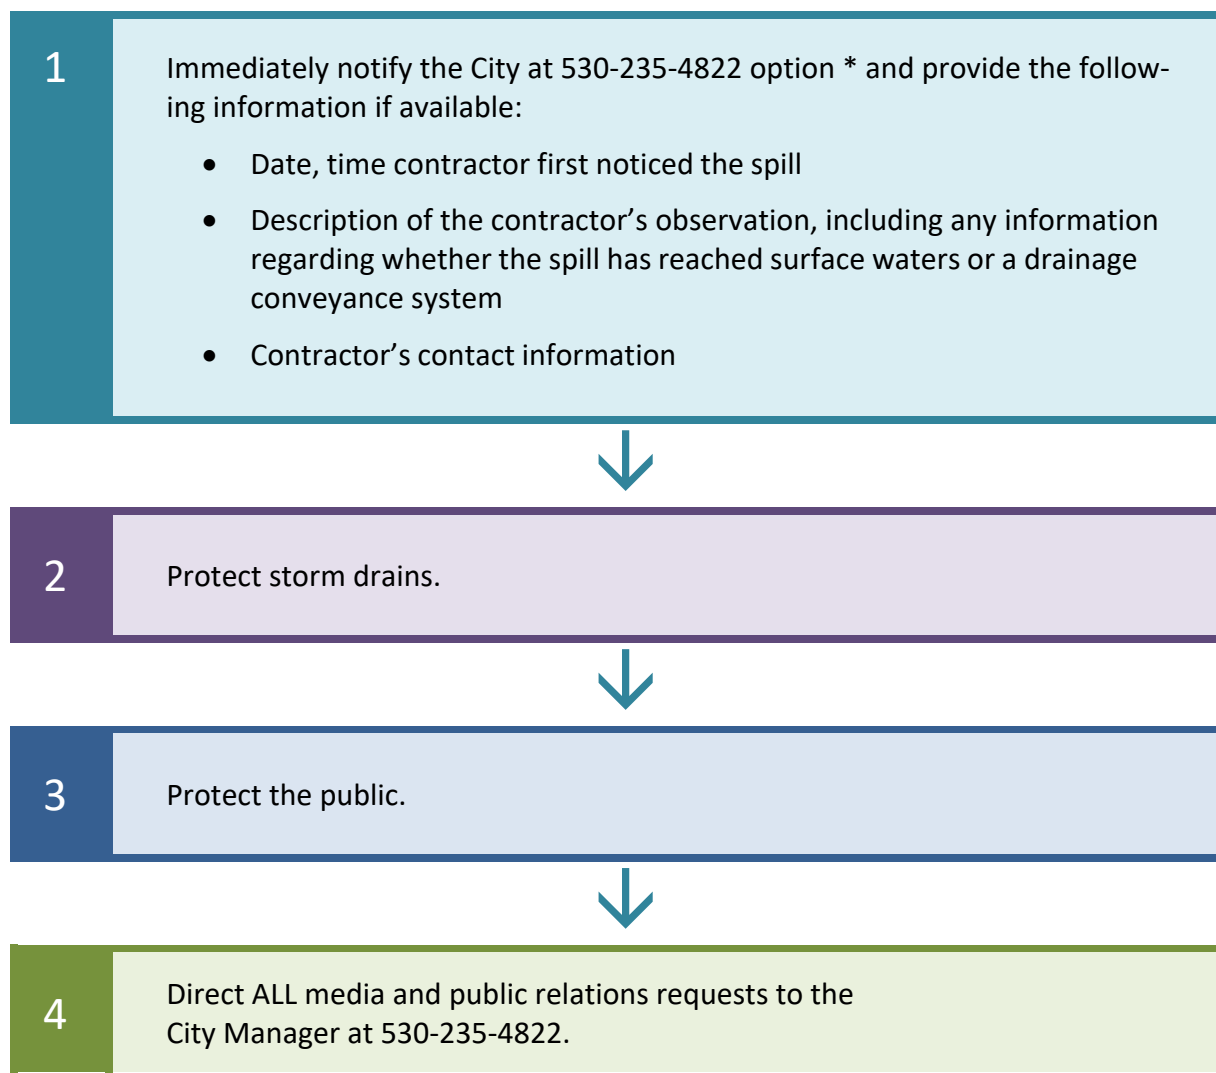 1
Immediately notify the City at 530-235-4822 option * and provide the follow-
ing information if available:
• Date, time contractor first noticed the spill
• Description of the contractor’s observation, including any information
regarding whether the spill has reached surface waters or a drainage
conveyance system
• Contractor’s contact information
2
Protect storm drains.
3
Protect the public.
4
Direct ALL media and public relations requests to the
City Manager at 530-235-4822.